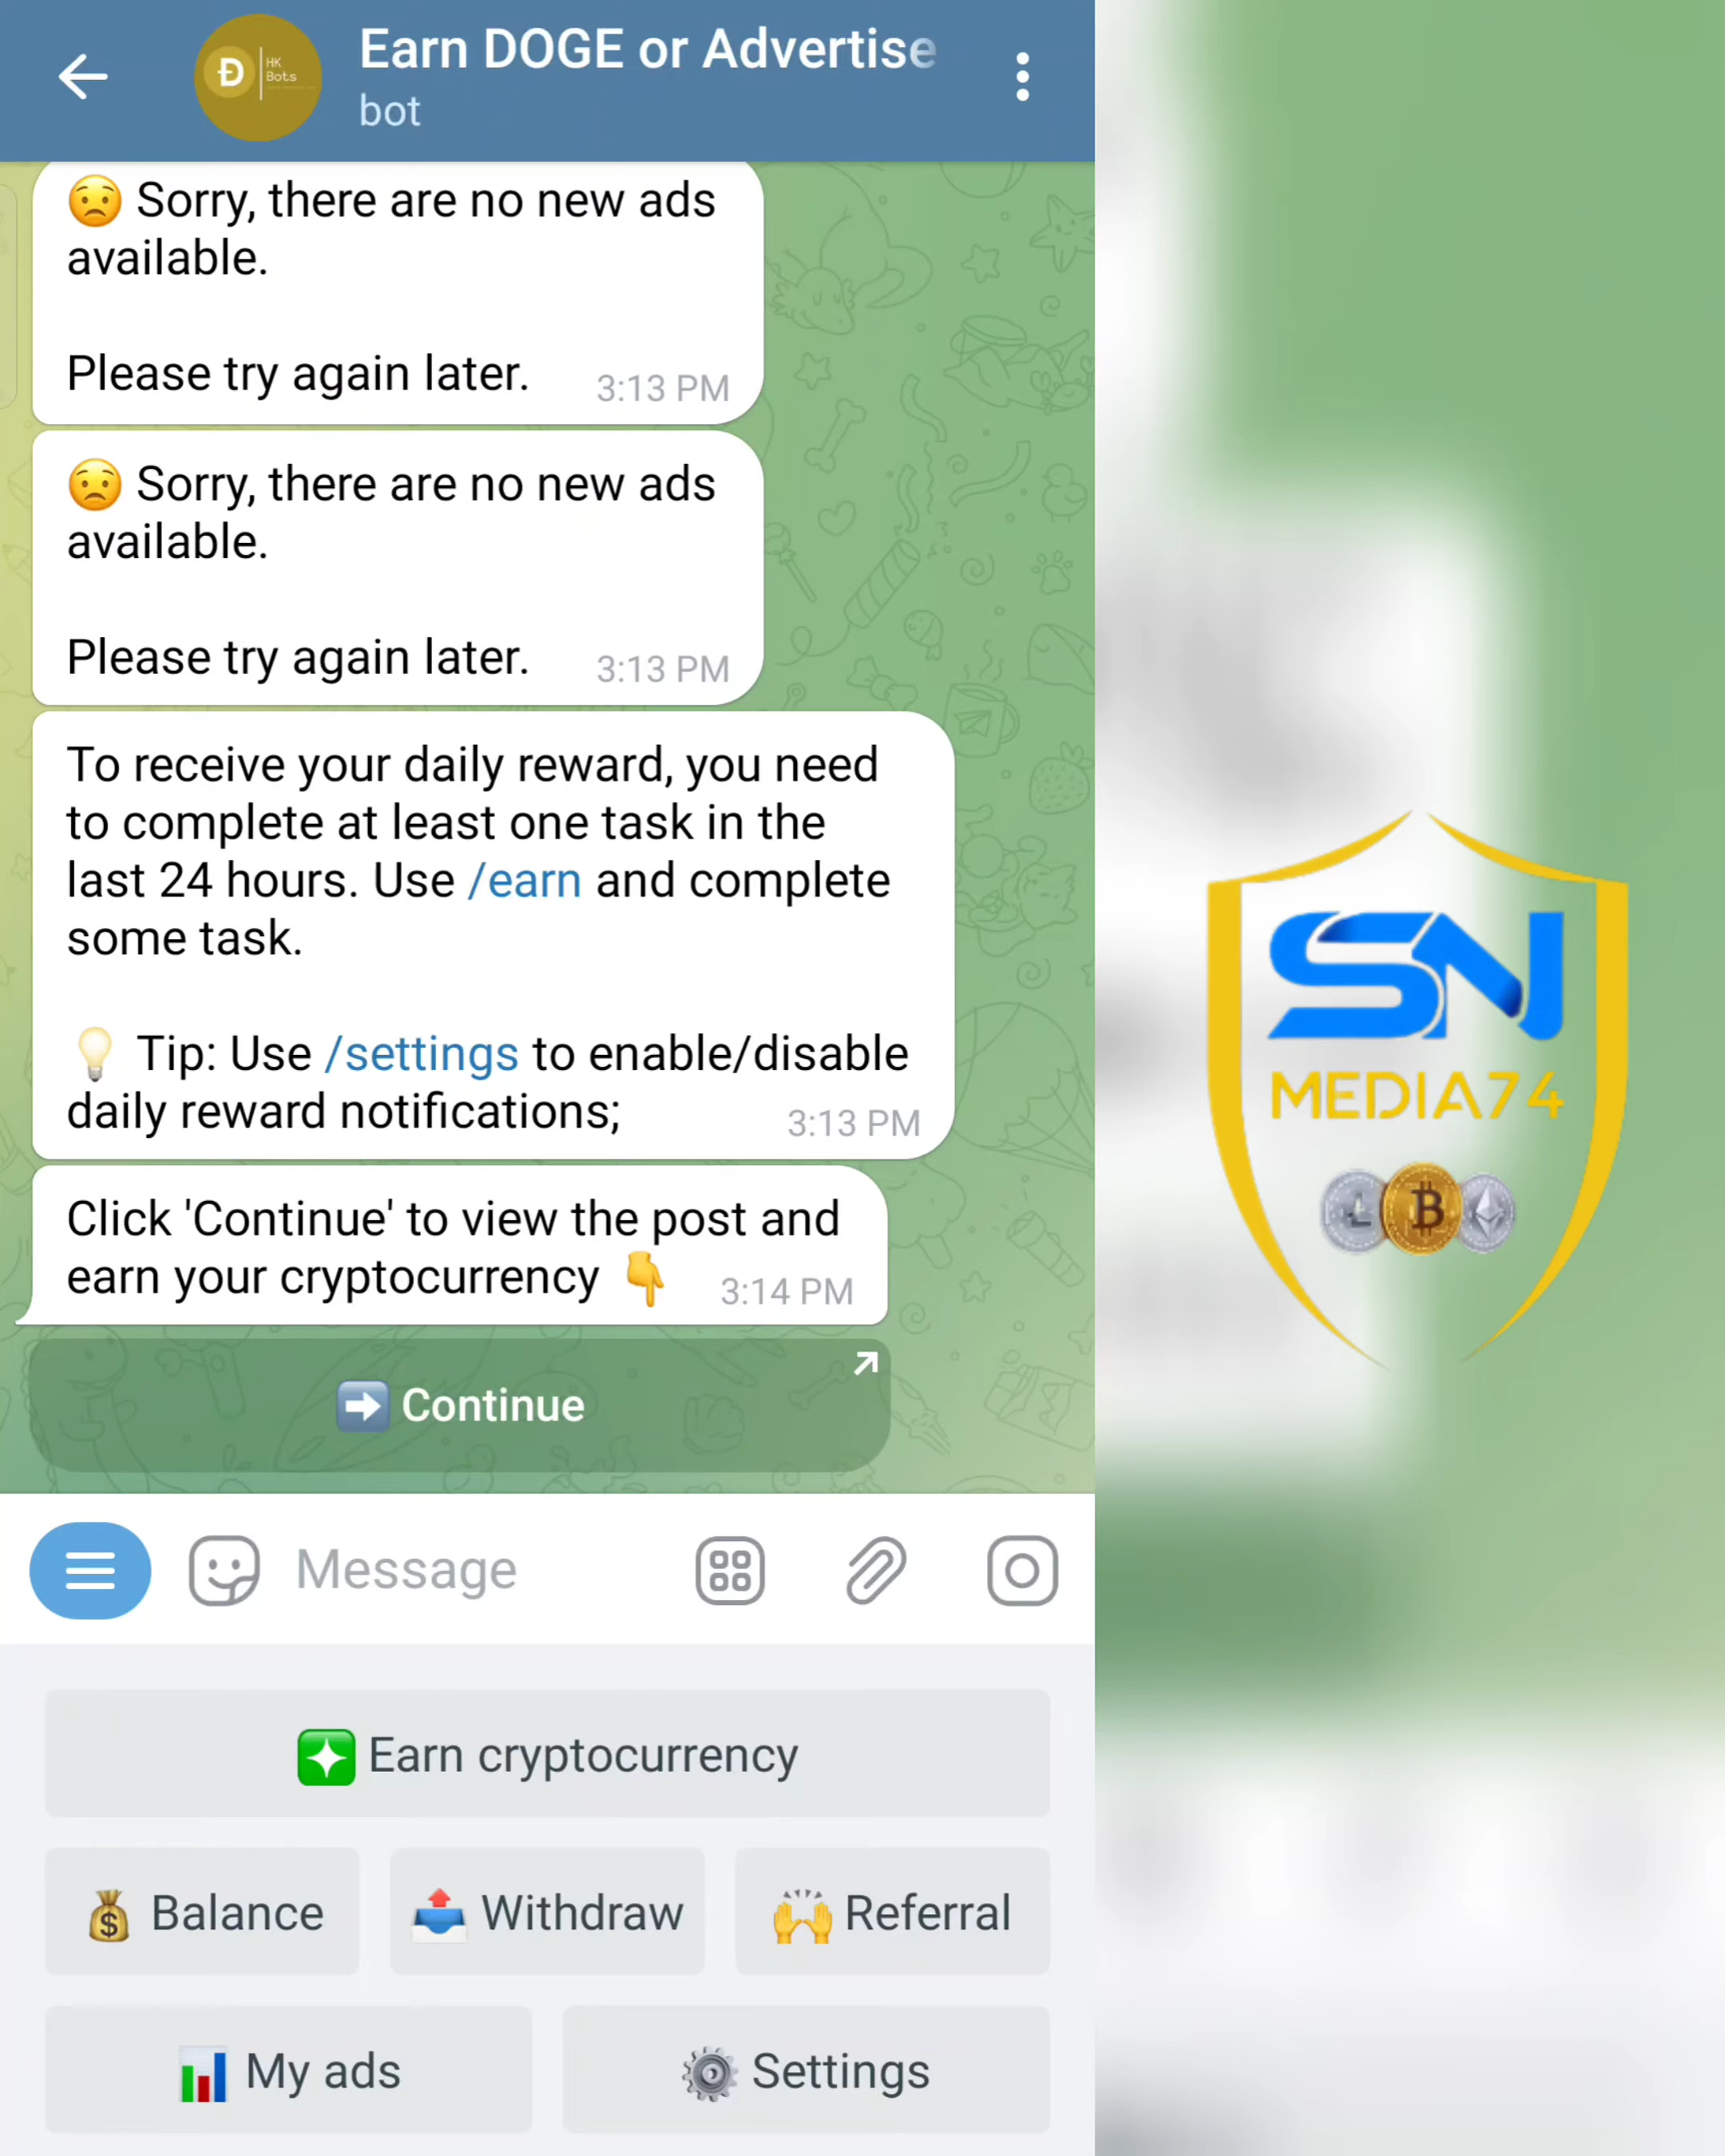 Earn DOGE or Advertise
bot
HK
Bots
😟 Sorry, there are no new ads
available.
Please try again later. 3:13 PM
😟 Sorry, there are no new ads
available.
Please try again later. 3:13 PM
To receive your daily reward, you need
to complete at least one task in the
last 24 hours. Use /earn and complete
some task.
💡 Tip: Use /settings to enable/disable
daily reward notifications; 3:13 PM
Click 'Continue' to view the post and
earn your cryptocurrency 👇 3:14 PM
➡️ Continue
Message
Earn cryptocurrency
💰 Balance
📤 Withdraw
🙌 Referral
📊 My ads
⚙️ Settings
SN
MEDIA74